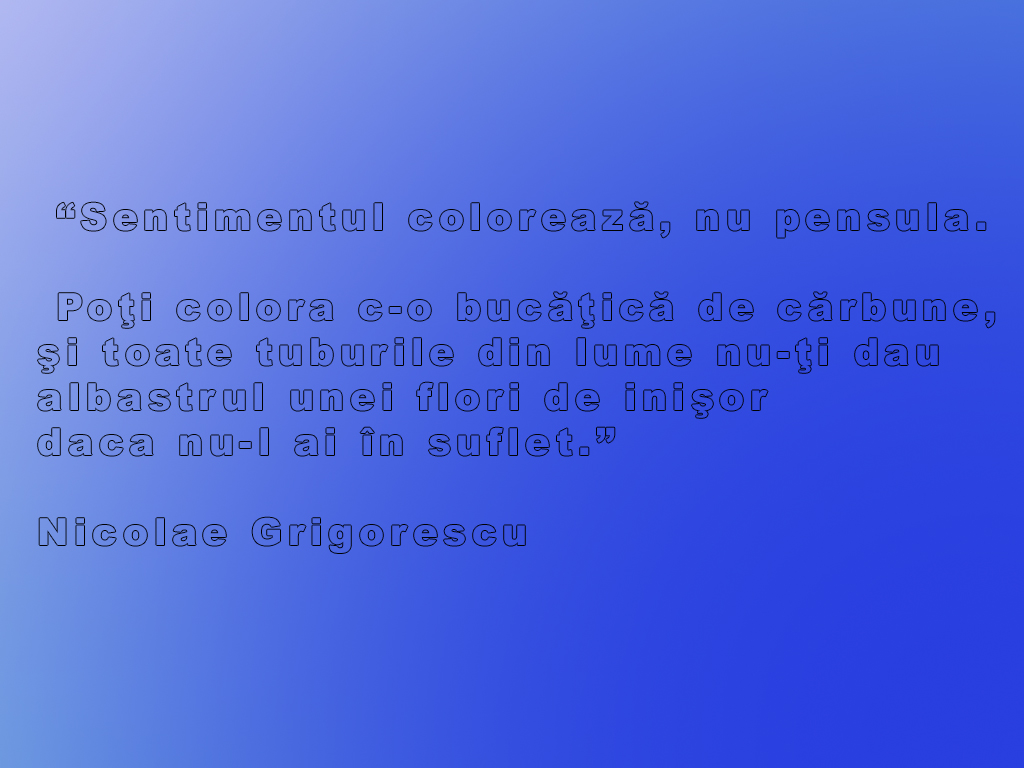 “Sentimentul colorează, nu pensula.
Poţi colora c-o bucăţică de cărbune,
şi toate tuburile din lume nu-ţi dau
albastrul unei flori de inişor
daca nu-l ai în suflet.”
Nicolae Grigorescu